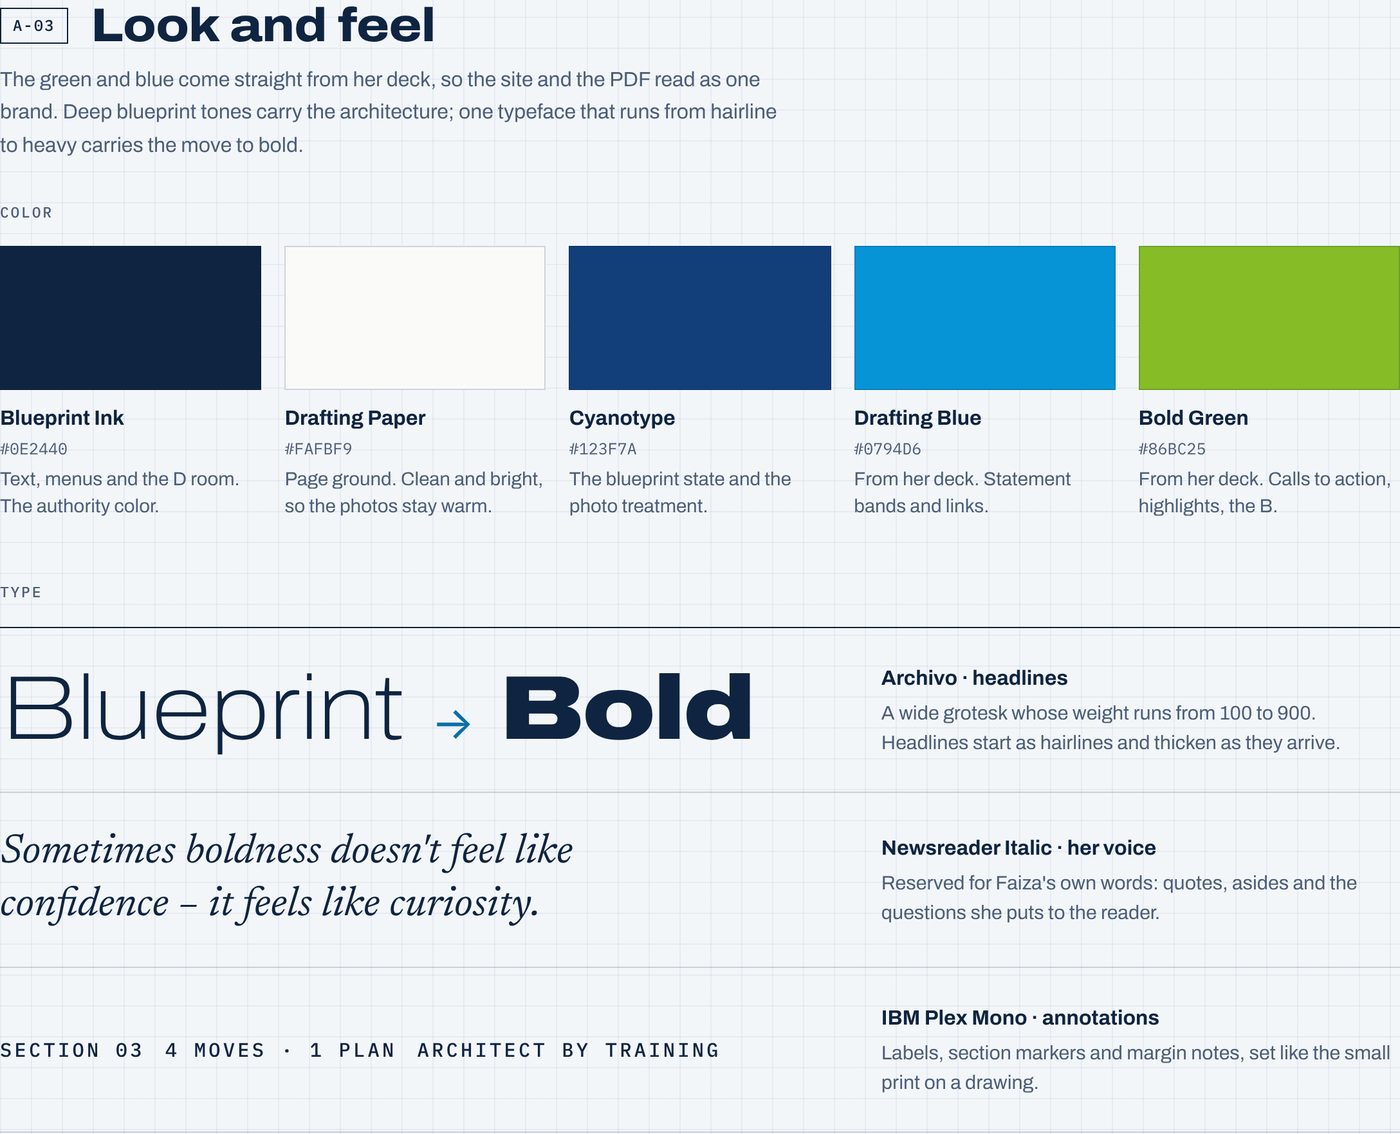 A-03
Look and feel
The green and blue come straight from her deck, so the site and the PDF read as one
brand. Deep blueprint tones carry the architecture; one typeface that runs from hairline
to heavy carries the move to bold.
COLOR
Blueprint Ink
#0E2440
Text, menus and the D room.
The authority color.
Drafting Paper
#FAFBF9
Page ground. Clean and bright,
so the photos stay warm.
Cyanotype
#123F7A
The blueprint state and the
photo treatment.
Drafting Blue
#0794D6
From her deck. Statement
bands and links.
Bold Green
#86BC25
From her deck. Calls to action,
highlights, the B.
TYPE
Blueprint → Bold
Archivo · headlines
A wide grotesk whose weight runs from 100 to 900.
Headlines start as hairlines and thicken as they arrive.
Sometimes boldness doesn't feel like
confidence – it feels like curiosity.
Newsreader Italic · her voice
Reserved for Faiza's own words: quotes, asides and the
questions she puts to the reader.
SECTION 03 4 MOVES · 1 PLAN ARCHITECT BY TRAINING
IBM Plex Mono · annotations
Labels, section markers and margin notes, set like the small
print on a drawing.